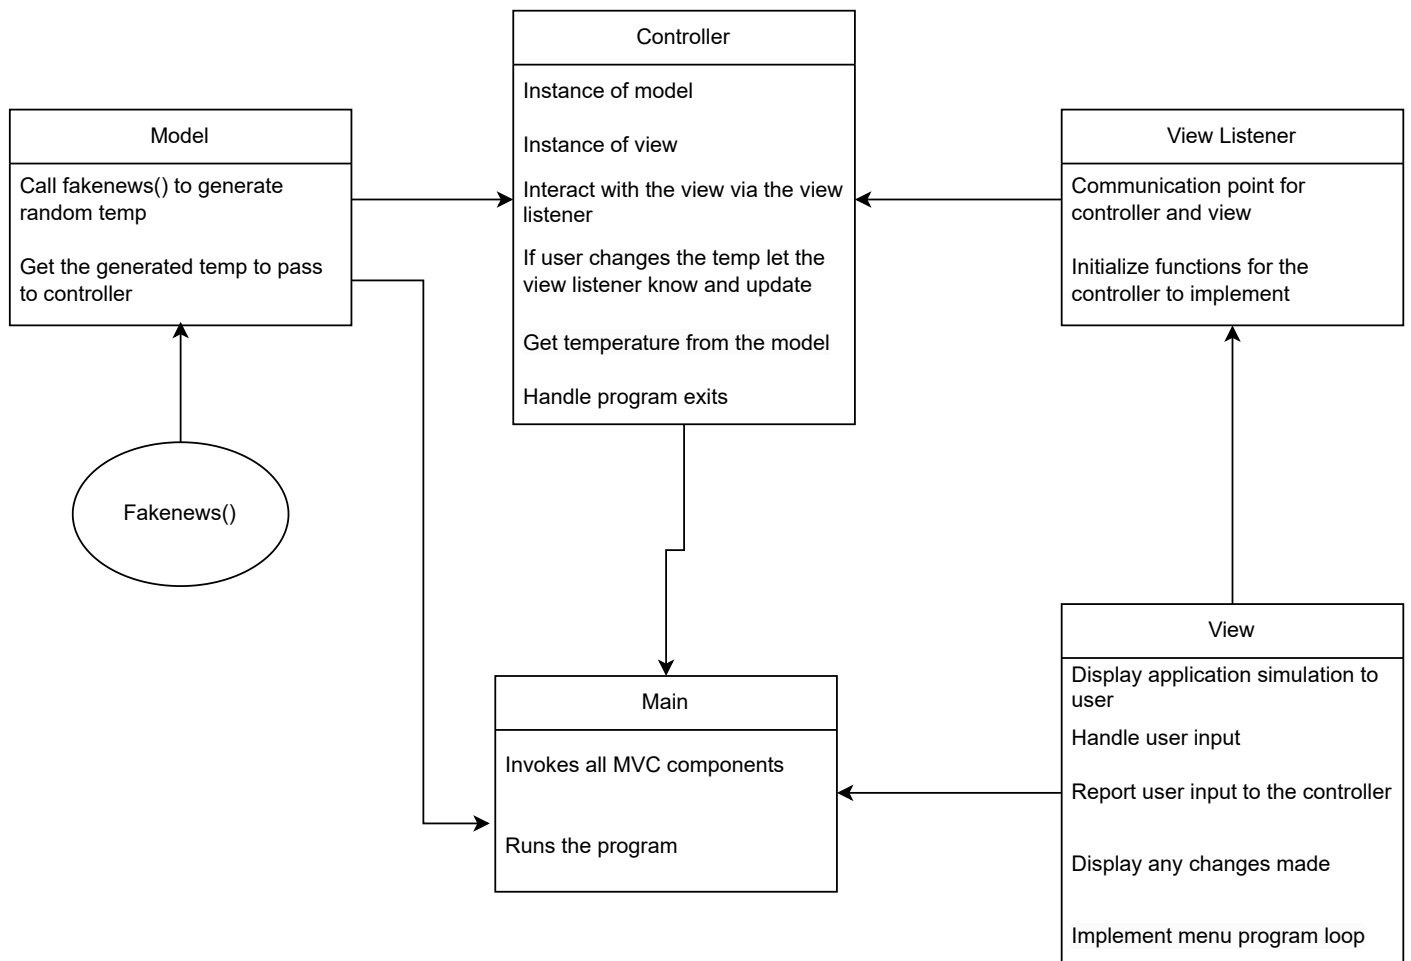 Controller
Instance of model
Instance of view
Interact with the view via the view
listener
If user changes the temp let the
view listener know and update
Get temperature from the model
Handle program exits
Model
Call fakenews() to generate
random temp
Get the generated temp to pass
to controller
View Listener
Communication point for
controller and view
Initialize functions for the
controller to implement
Fakenews()
Main
Invokes all MVC components
Runs the program
View
Display application simulation to
user
Handle user input
Report user input to the controller
Display any changes made
Implement menu program loop